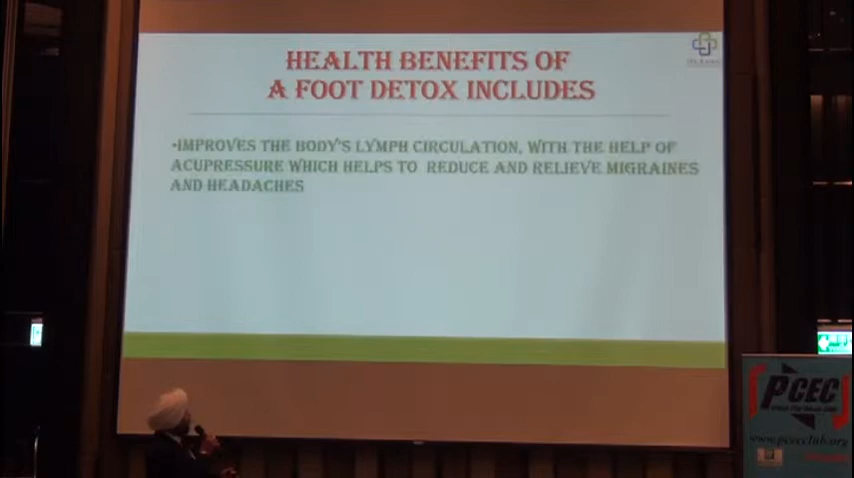 HEALTH BENEFITS OF
A FOOT DETOX INCLUDES
•IMPROVES THE BODY'S LYMPH CIRCULATION, WITH THE HELP OF
ACUPRESSURE WHICH HELPS TO REDUCE AND RELIEVE MIGRAINES
AND HEADACHES
PCEC
www.pcecclub.org